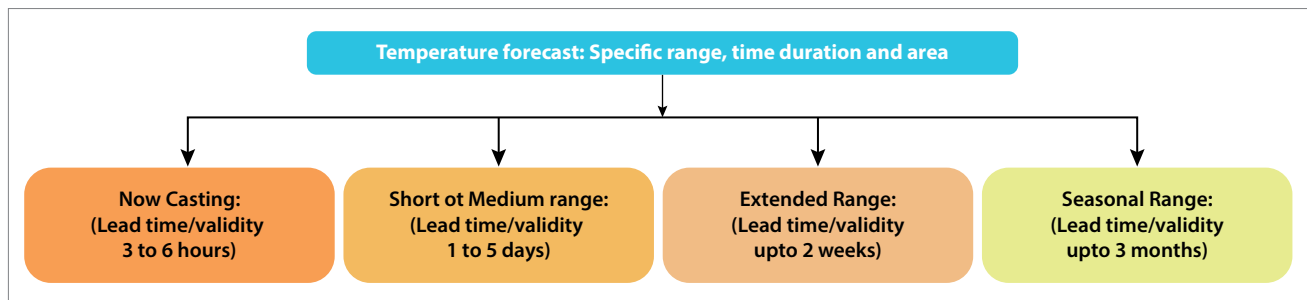 Temperature forecast: Specific range, time duration and area
Now Casting:
(Lead time/validity
3 to 6 hours)
Short ot Medium range:
(Lead time/validity
1 to 5 days)
Extended Range:
(Lead time/validity
upto 2 weeks)
Seasonal Range:
(Lead time/validity
upto 3 months)